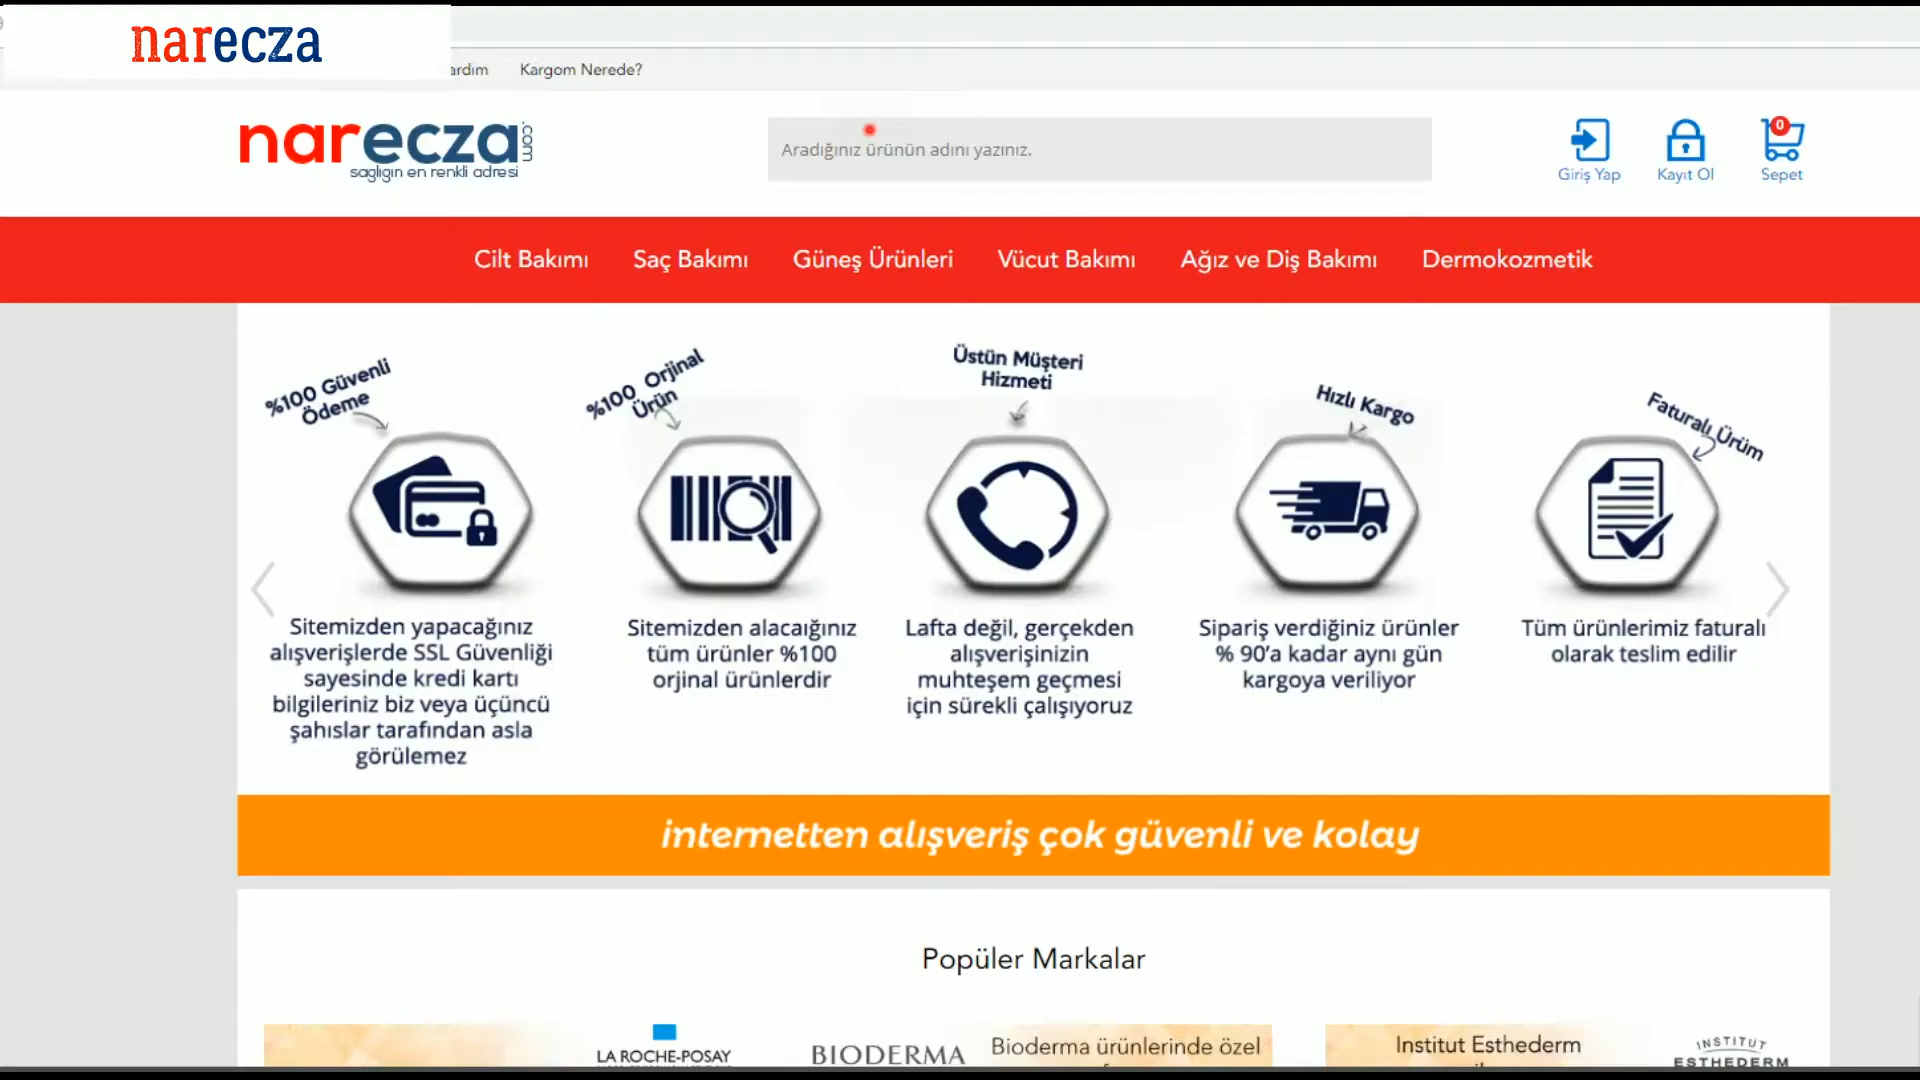 narecza
ardım
Kargom Nerede?
narecza.com
sağlığın en renkli adresi
Aradığınız ürünün adını yazınız.
0
Giriş Yap
Kayıt Ol
Sepet
Cilt Bakımı
Saç Bakımı
Güneş Ürünleri
Vücut Bakımı
Ağız ve Diş Bakımı
Dermokozmetik
%100 Güvenli
Ödeme
%100 Orjinal
Ürün
Üstün Müşteri
Hizmeti
Hızlı Kargo
Faturalı Ürüm
Sitemizden yapacağınız
alışverişlerde SSL Güvenliği
sayesinde kredi kartı
bilgileriniz biz veya üçüncü
şahıslar tarafından asla
görülemez
Sitemizden alacaığınız
tüm ürünler %100
orjinal ürünlerdir
Lafta değil, gerçekden
alışverişinizin
muhteşem geçmesi
için sürekli çalışıyoruz
Sipariş verdiğiniz ürünler
% 90’a kadar aynı gün
kargoya veriliyor
Tüm ürünlerimiz faturalı
olarak teslim edilir
internetten alışveriş çok güvenli ve kolay
Popüler Markalar
LA ROCHE-POSAY
BIODERMA
Bioderma ürünlerinde özel
Institut Esthederm
INSTITUT
ESTHEDERM